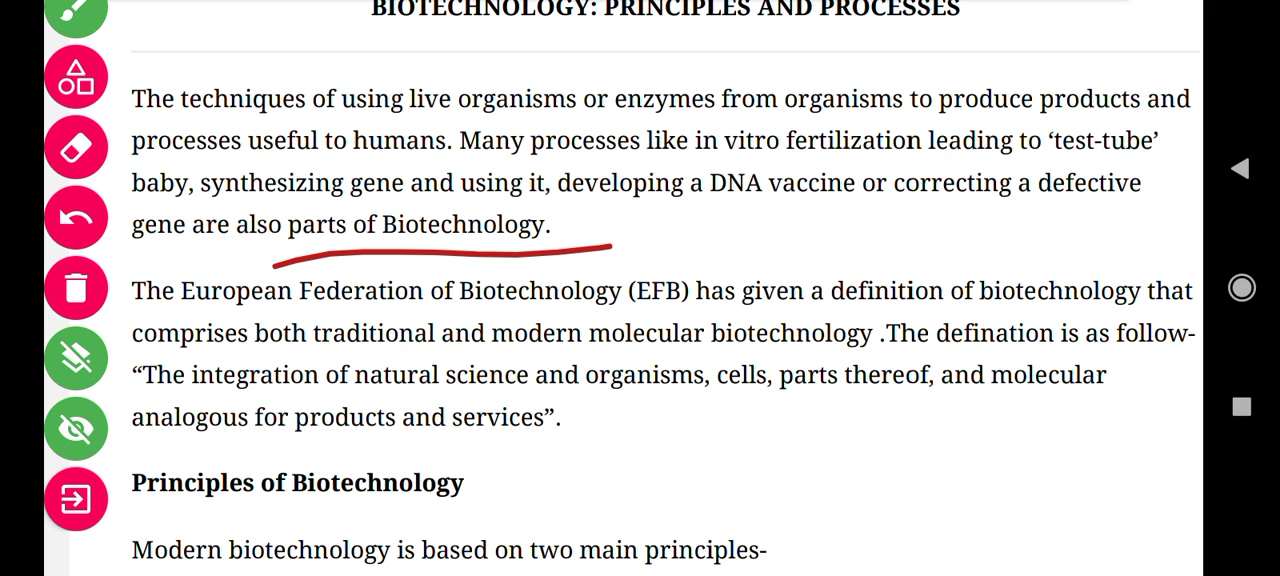 BIOTECHNOLOGY: PRINCIPLES AND PROCESSES
The techniques of using live organisms or enzymes from organisms to produce products and
processes useful to humans. Many processes like in vitro fertilization leading to ‘test-tube’
baby, synthesizing gene and using it, developing a DNA vaccine or correcting a defective
gene are also parts of Biotechnology.
The European Federation of Biotechnology (EFB) has given a definition of biotechnology that
comprises both traditional and modern molecular biotechnology .The defination is as follow-
“The integration of natural science and organisms, cells, parts thereof, and molecular
analogous for products and services”.
Principles of Biotechnology
Modern biotechnology is based on two main principles-